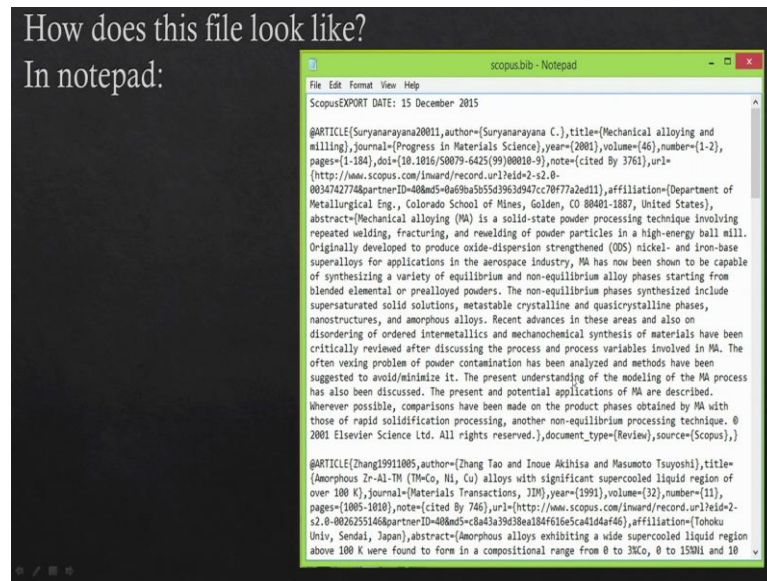 How does this file look like?
In notepad:
scopus.bib - Notepad
File Edit Format View Help
ScopusEXPORT DATE: 15 December 2015
@ARTICLE{Suryanarayana20011,author={Suryanarayana C.},title={Mechanical alloying and
milling},journal={Progress in Materials Science},year={2001},volume={46},number={1-2},
pages={1-184},doi={10.1016/S0079-6425(99)00010-9},note={cited By 3761},url=
{http://www.scopus.com/inward/record.url?eid=2-s2.0-
0034742774&partnerID=40&md5=0a69ba5b55d3963d947cc70f77a2ed11},affiliation={Department of
Metallurgical Eng., Colorado School of Mines, Golden, CO 80401-1887, United States},
abstract={Mechanical alloying (MA) is a solid-state powder processing technique involving
repeated welding, fracturing, and rewelding of powder particles in a high-energy ball mill.
Originally developed to produce oxide-dispersion strengthened (ODS) nickel- and iron-base
superalloys for applications in the aerospace industry, MA has now been shown to be capable
of synthesizing a variety of equilibrium and non-equilibrium alloy phases starting from
blended elemental or prealloyed powders. The non-equilibrium phases synthesized include
supersaturated solid solutions, metastable crystalline and quasicrystalline phases,
nanostructures, and amorphous alloys. Recent advances in these areas and also on
disordering of ordered intermetallics and mechanochemical synthesis of materials have been
critically reviewed after discussing the process and process variables involved in MA. The
often vexing problem of powder contamination has been analyzed and methods have been
suggested to avoid/minimize it. The present understanding of the modeling of the MA process
has also been discussed. The present and potential applications of MA are described.
Wherever possible, comparisons have been made on the product phases obtained by MA with
those of rapid solidification processing, another non-equilibrium processing technique. ©
2001 Elsevier Science Ltd. All rights reserved.},document_type={Review},source={Scopus},}
@ARTICLE{Zhang19911005,author={Zhang Tao and Inoue Akihisa and Masumoto Tsuyoshi},title=
{Amorphous Zr-Al-TM (TM=Co, Ni, Cu) alloys with significant supercooled liquid region of
over 100 K},journal={Materials Transactions, JIM},year={1991},volume={32},number={11},
pages={1005-1010},note={cited By 746},url={http://www.scopus.com/inward/record.url?eid=2-
s2.0-0026255146&partnerID=40&md5=c8a43a39d38ea184f616e5ca41d4af46},affiliation={Tohoku
Univ, Sendai, Japan},abstract={Amorphous alloys exhibiting a wide supercooled liquid region
above 100 K were found to form in a compositional range from 0 to 3%Co, 0 to 15%Ni and 10